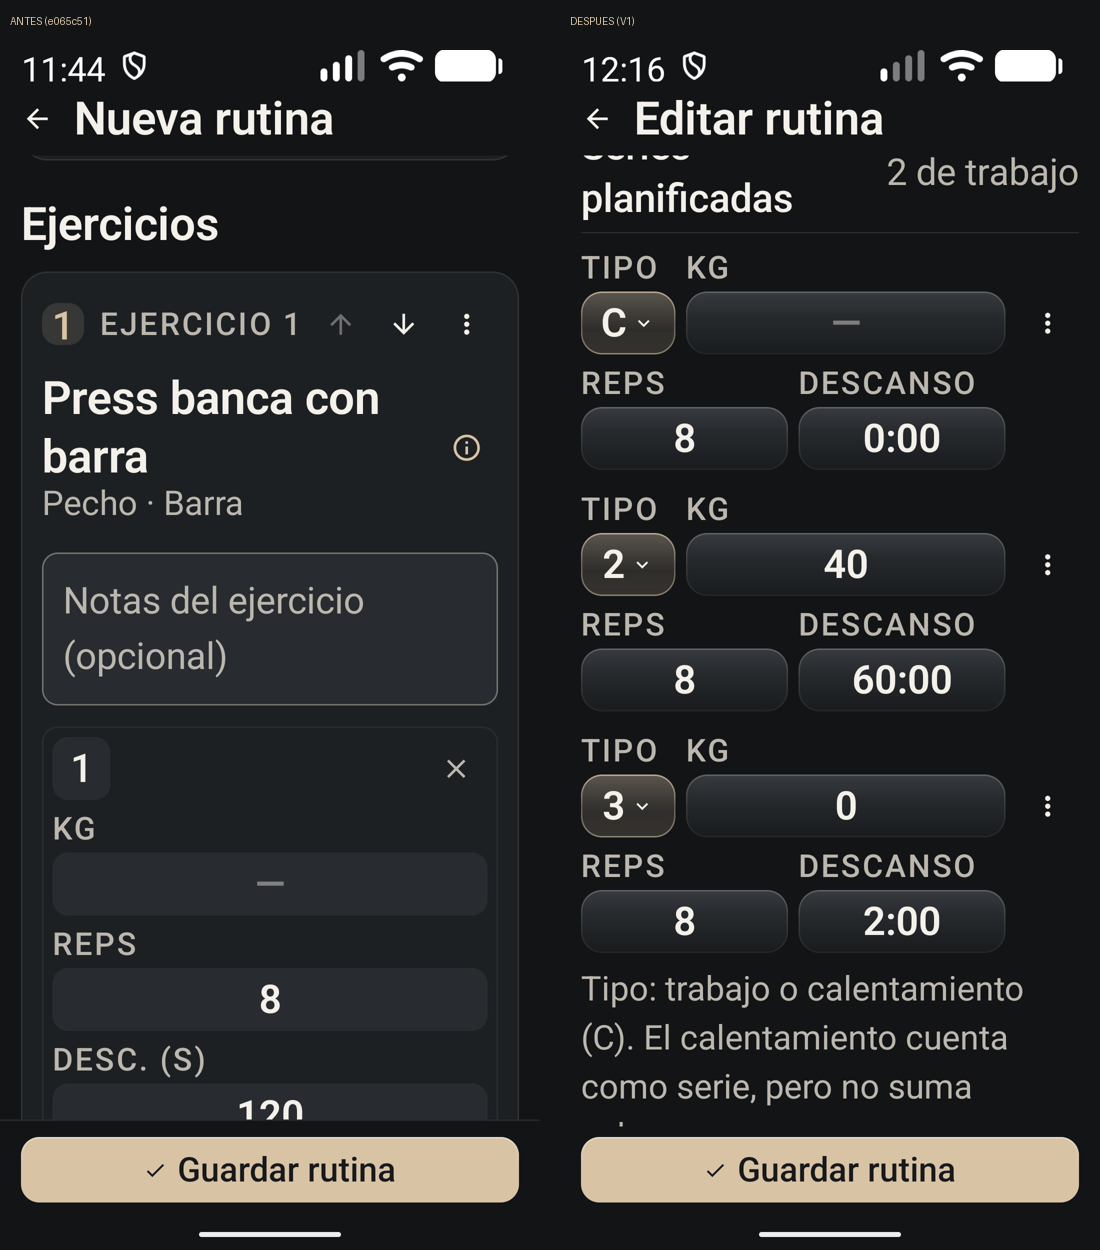 ANTES (e065c51)
11:44
Nueva rutina
Ejercicios
1 EJERCICIO 1
Press banca con
barra
Pecho · Barra
Notas del ejercicio
(opcional)
1
KG
—
REPS
8
DESC. (S)
120
Guardar rutina
DESPUES (V1)
12:16
Editar rutina
Series
planificadas
2 de trabajo
TIPO KG
C —
REPS DESCANSO
8 0:00
TIPO KG
2 40
REPS DESCANSO
8 60:00
TIPO KG
3 0
REPS DESCANSO
8 2:00
Tipo: trabajo o calentamiento
(C). El calentamiento cuenta
como serie, pero no suma
Guardar rutina